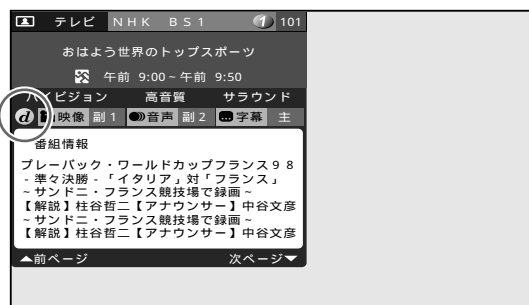 テレビ NHK BS1 1 101
おはよう世界のトップスポーツ
午前 9:00~午前 9:50
ハイビジョン 高音質 サラウンド
d 映像 副1 音声 副2 字幕 主
番組情報
プレーバック・ワールドカップフランス98
-準々決勝-「イタリア」対「フランス」
~サンドニ・フランス競技場で録画~
【解説】柱谷哲二【アナウンサー】中谷文彦
~サンドニ・フランス競技場で録画~
【解説】柱谷哲二【アナウンサー】中谷文彦
▲前ページ 次ページ▼